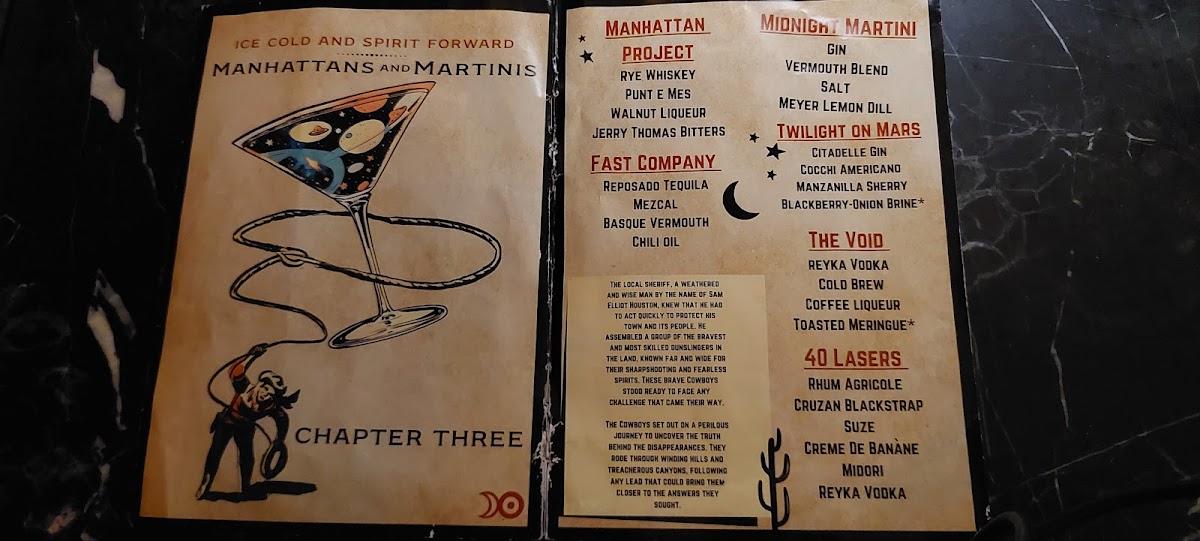 ICE COLD AND SPIRIT FORWARD
MANHATTANS AND MARTINIS
CHAPTER THREE
MANHATTAN
PROJECT
RYE WHISKEY
PUNT E MES
WALNUT LIQUEUR
JERRY THOMAS BITTERS
FAST COMPANY
REPOSADO TEQUILA
MEZCAL
BASQUE VERMOUTH
CHILI OIL
THE LOCAL SHERIFF, A WEATHERED
AND WISE MAN BY THE NAME OF SAM
ELLIOT HOUSTON, KNEW THAT HE HAD
TO ACT QUICKLY TO PROTECT HIS
TOWN AND ITS PEOPLE. HE
ASSEMBLED A GROUP OF THE BRAVEST
AND MOST SKILLED GUNSLINGERS IN
THE LAND, KNOWN FAR AND WIDE FOR
THEIR SHARPSHOOTING AND FEARLESS
SPIRITS. THESE BRAVE COWBOYS
STOOD READY TO FACE ANY
CHALLENGE THAT CAME THEIR WAY.
THE COWBOYS SET OUT ON A PERILOUS
JOURNEY TO UNCOVER THE TRUTH
BEHIND THE DISAPPEARANCES. THEY
RODE THROUGH WINDING HILLS AND
TREACHEROUS CANYONS, FOLLOWING
ANY LEAD THAT COULD BRING THEM
CLOSER TO THE ANSWERS THEY
SOUGHT.
MIDNIGHT MARTINI
GIN
VERMOUTH BLEND
SALT
MEYER LEMON DILL
TWILIGHT ON MARS
CITADELLE GIN
COCCHI AMERICANO
MANZANILLA SHERRY
BLACKBERRY-ONION BRINE*
THE VOID
REYKA VODKA
COLD BREW
COFFEE LIQUEUR
TOASTED MERINGUE*
40 LASERS
RHUM AGRICOLE
CRUZAN BLACKSTRAP
SUZE
CREME DE BANÀNE
MIDORI
REYKA VODKA